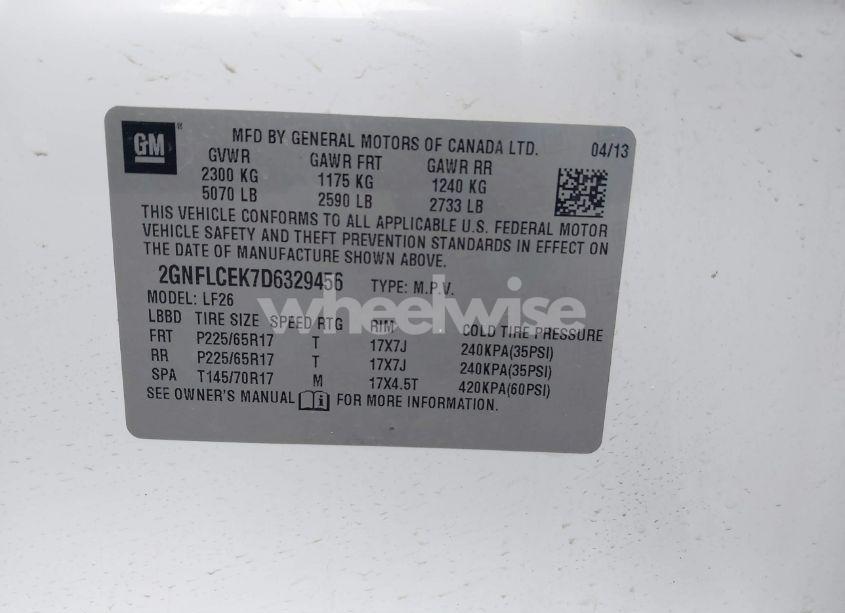 GM ®
MFD BY GENERAL MOTORS OF CANADA LTD. 04/13
GVWR GAWR FRT GAWR RR
2300 KG 1175 KG 1240 KG
5070 LB 2590 LB 2733 LB
THIS VEHICLE CONFORMS TO ALL APPLICABLE U.S. FEDERAL MOTOR
VEHICLE SAFETY AND THEFT PREVENTION STANDARDS IN EFFECT ON
THE DATE OF MANUFACTURE SHOWN ABOVE.
2GNFLCEK7D6329456 TYPE: M.P.V.
MODEL: LF26
wheelwise
LBBD TIRE SIZE SPEED RTG RIM COLD TIRE PRESSURE
FRT P225/65R17 T 17X7J 240KPA(35PSI)
RR P225/65R17 T 17X7J 240KPA(35PSI)
SPA T145/70R17 M 17X4.5T 420KPA(60PSI)
SEE OWNER'S MANUAL i FOR MORE INFORMATION.